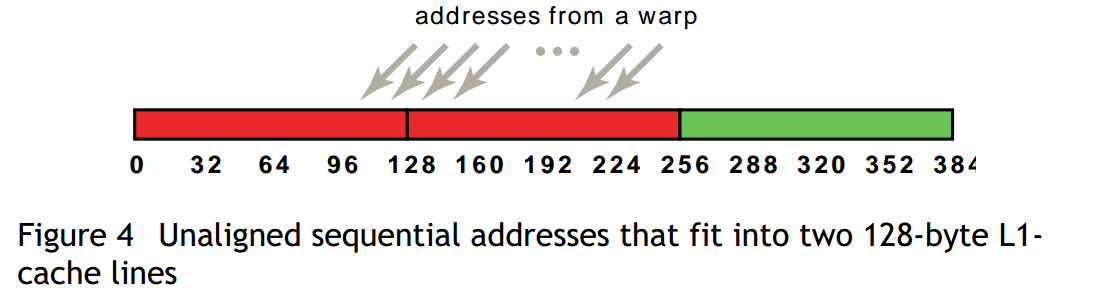 addresses from a warp
0 32 64 96 128 160 192 224 256 288 320 352 384
Figure 4 Unaligned sequential addresses that fit into two 128-byte L1-
cache lines